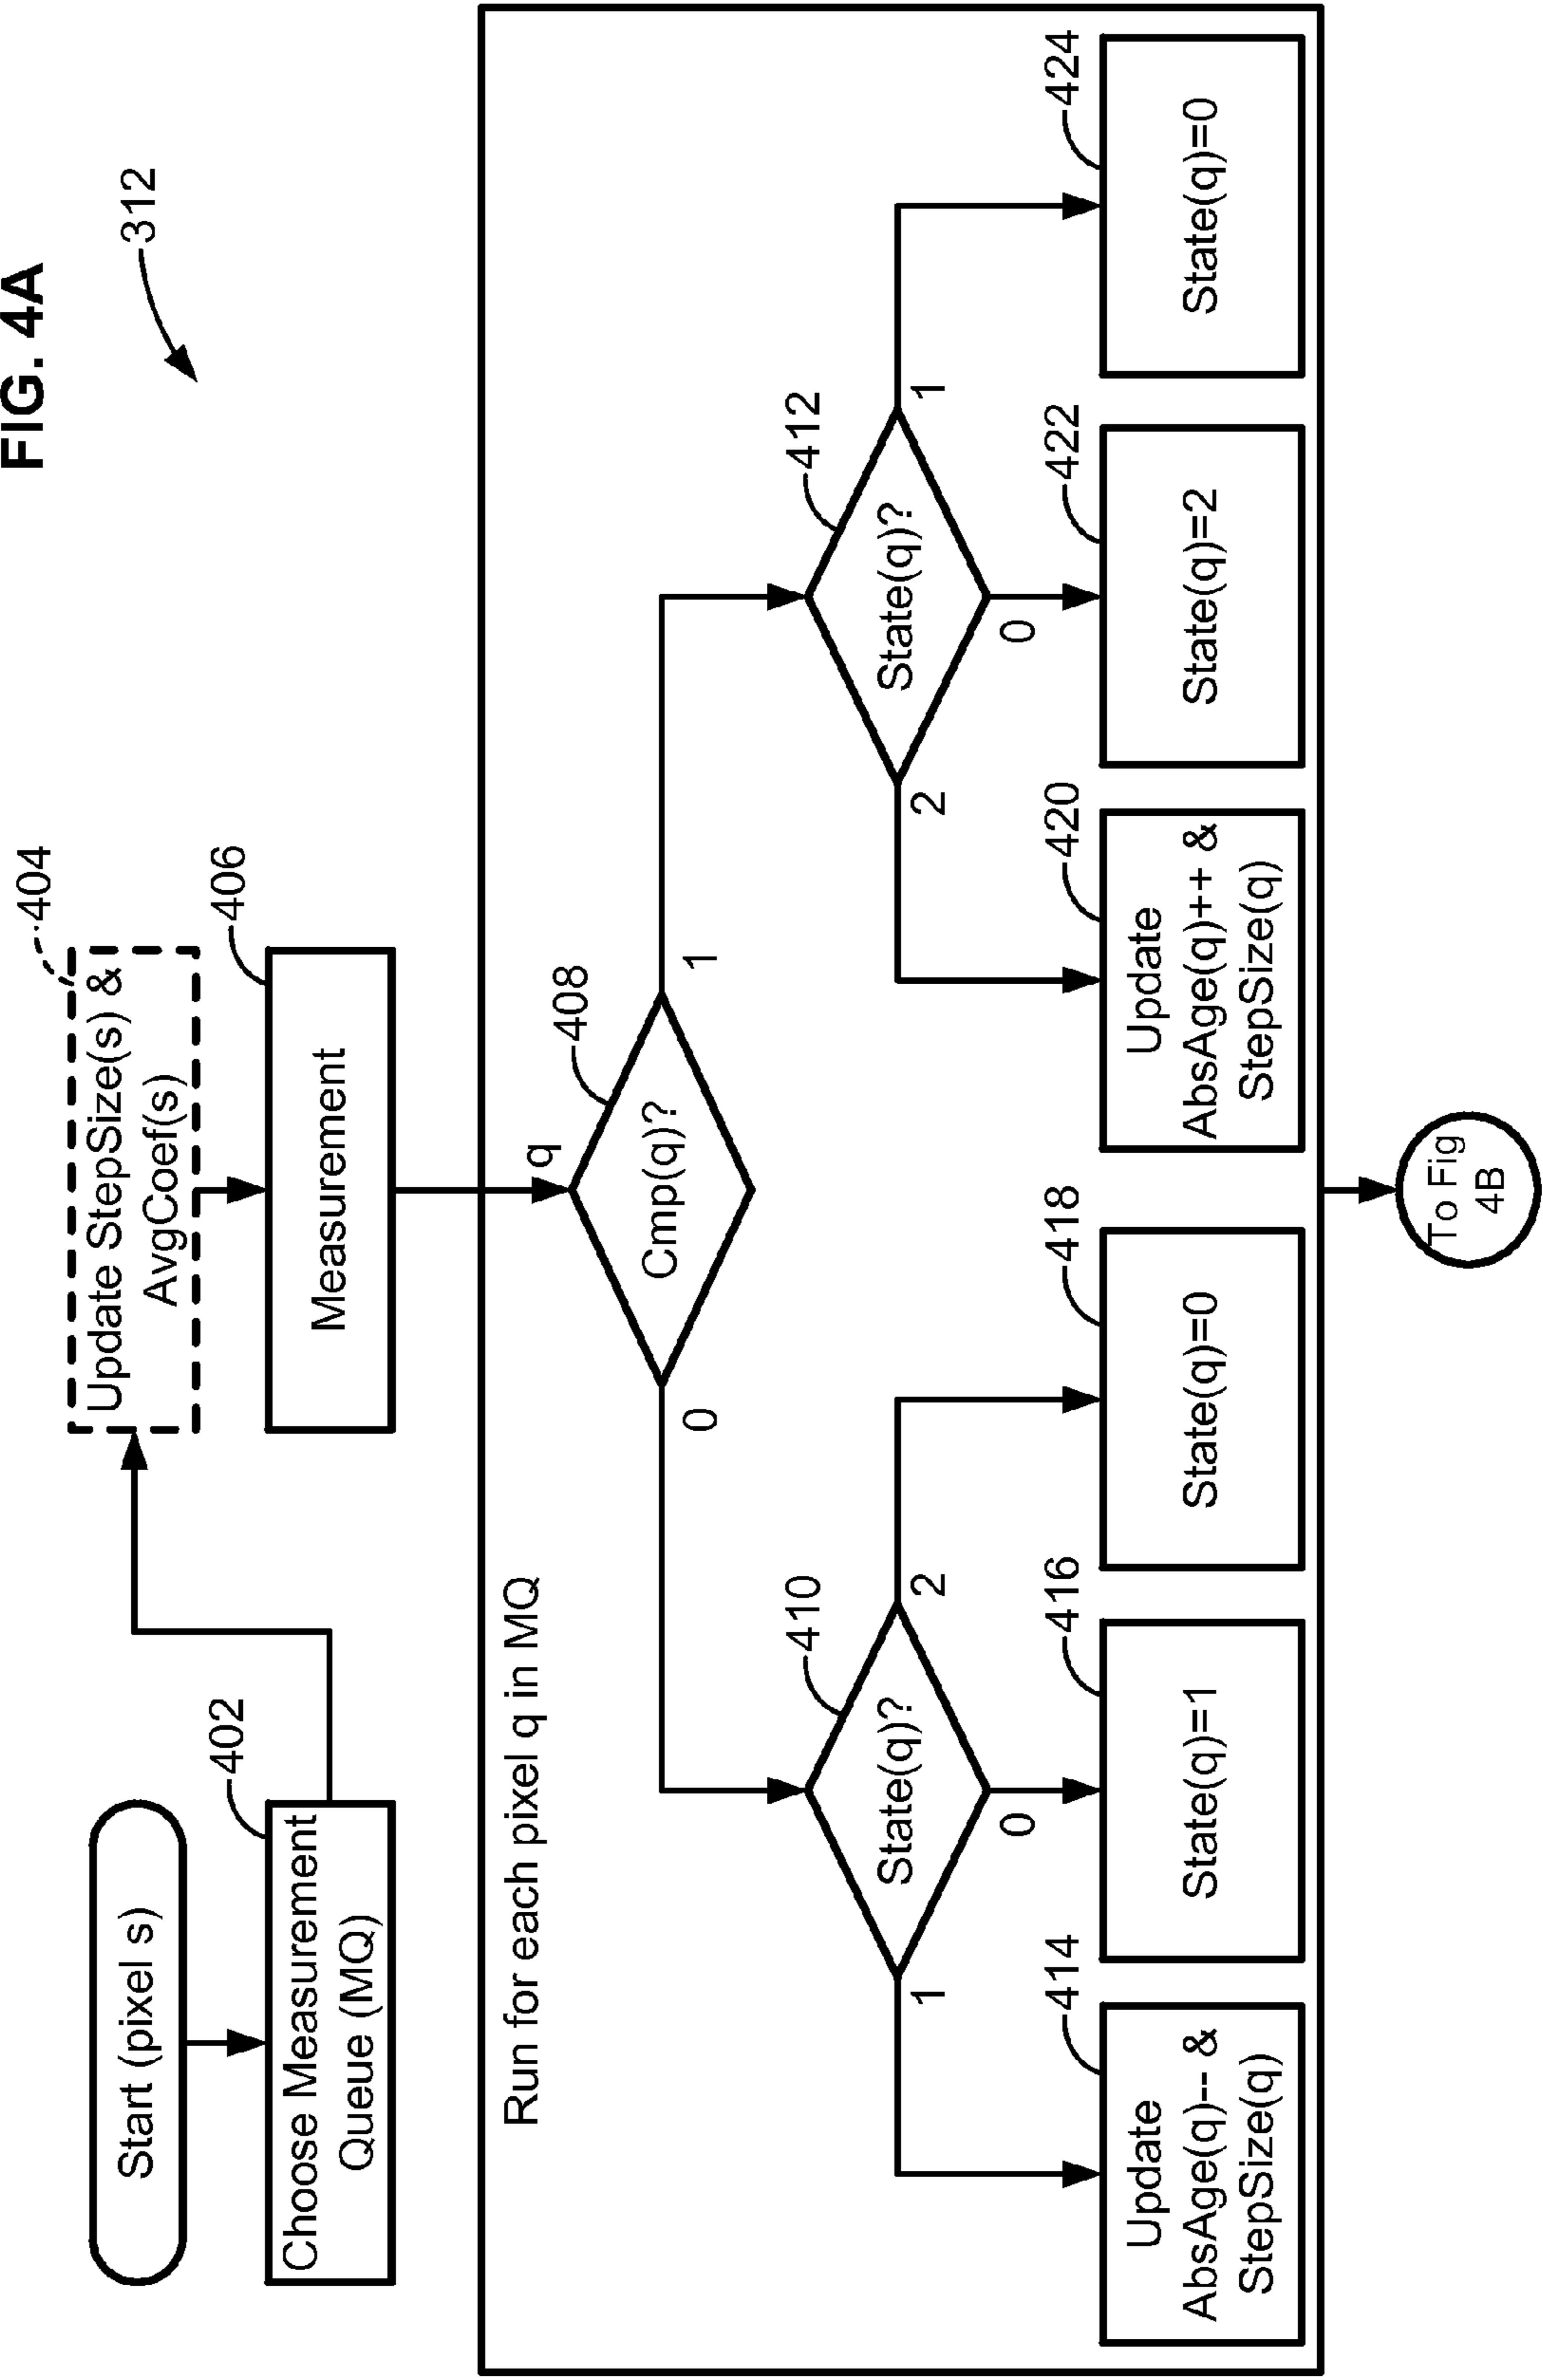 FIG. 4A
312
Start (pixel s)
402
Choose Measurement
Queue (MQ)
404
Update StepSize(s) &
AvgCoef(s)
406
Measurement
Run for each pixel q in MQ
q
408
Cmp(q)?
0
1
410
State(q)?
1
0
2
412
State(q)?
2
0
1
414
Update
AbsAge(q)-- &
StepSize(q)
416
State(q)=1
418
State(q)=0
420
Update
AbsAge(q)++ &
StepSize(q)
422
State(q)=2
424
State(q)=0
To Fig
4B